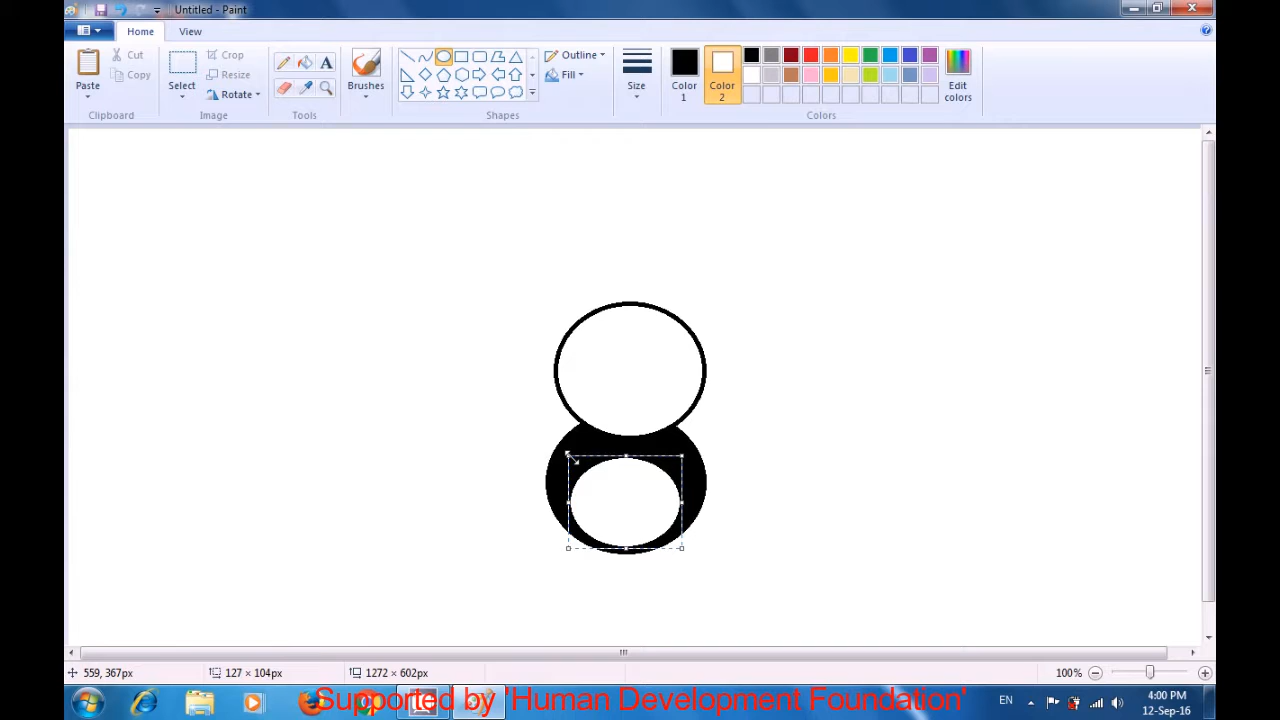 Untitled - Paint
Home View
Paste
Cut
Copy
Clipboard
Select
Crop
Resize
Rotate
Image
Tools
Brushes
Shapes
Outline
Fill
Size
Color 1
Color 2
Edit colors
Colors
559, 367px 127 × 104px 1272 × 602px 100%
EN 4:00 PM
12-Sep-16
Supported by 'Human Development Foundation'